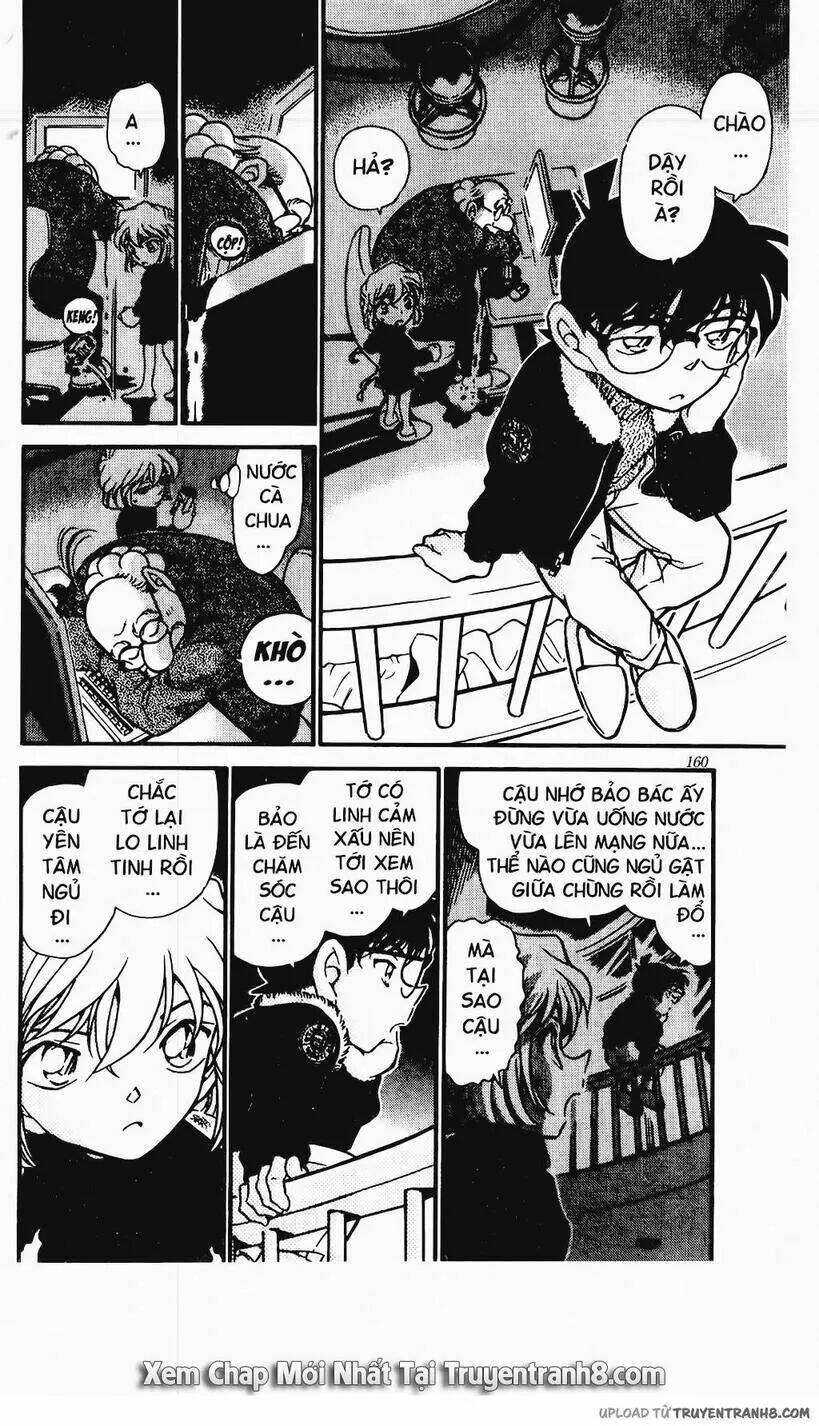 CHÀO
...
DẬY
RỒI
À?
HẢ?
CỘP!
A
...
KENG!
NƯỚC
CÀ
CHUA
...
KHÒ
...
160
CẬU NHỚ BẢO BÁC ẤY
ĐỪNG VỪA UỐNG NƯỚC
VỪA LÊN MẠNG NỮA...
THỂ NÀO CŨNG NGỦ GẬT
GIỮA CHỪNG RỒI LÀM
ĐỔ
...
MÀ
TẠI
SAO
CẬU
...
TỚ CÓ
LINH CẢM
XẤU NÊN
TỚI XEM
SAO THÔI
...
BẢO
LÀ ĐẾN
CHĂM
SÓC
CẬU
...
CHẮC
TỚ LẠI
LO LINH
TINH RỒI
...
CẬU
YÊN
TÂM
NGỦ
ĐI
...
Xem Chap Mới Nhất Tại Truyentranh8.com
UPLOAD TỪ TRUYENTRANH8.COM